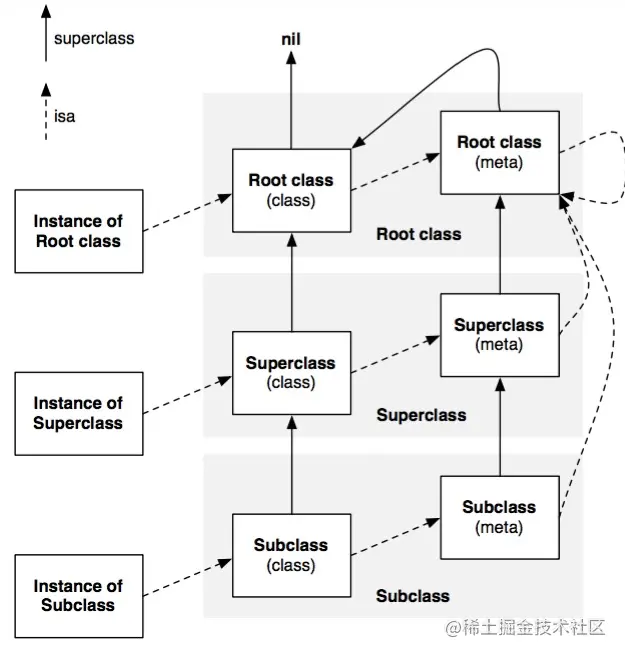 superclass
isa
nil
Root class
(meta)
Root class
(class)
Instance of
Root class
Root class
Superclass
(meta)
Superclass
(class)
Instance of
Superclass
Superclass
Subclass
(meta)
Subclass
(class)
Instance of
Subclass
Subclass
@稀土掘金技术社区